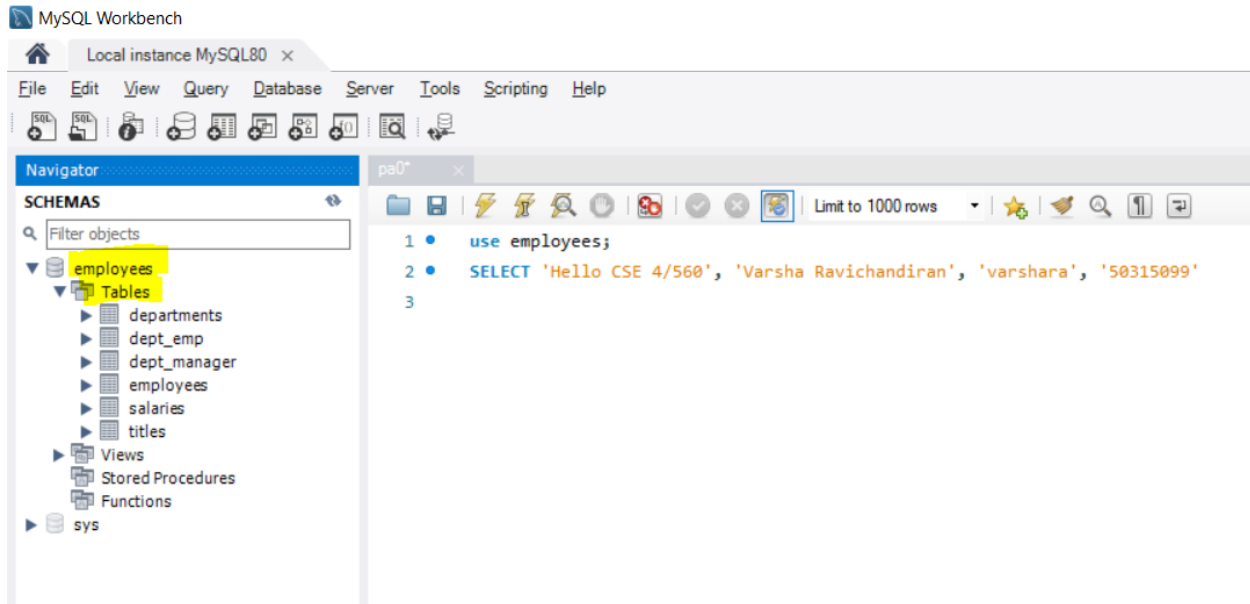 MySQL Workbench
Local instance MySQL80
File Edit View Query Database Server Tools Scripting Help
SQL SQL
Navigator
SCHEMAS
Filter objects
employees
Tables
departments
dept_emp
dept_manager
employees
salaries
titles
Views
Stored Procedures
Functions
sys
pa0*
Limit to 1000 rows
1 use employees;
2 SELECT 'Hello CSE 4/560', 'Varsha Ravichandiran', 'varshara', '50315099'
3